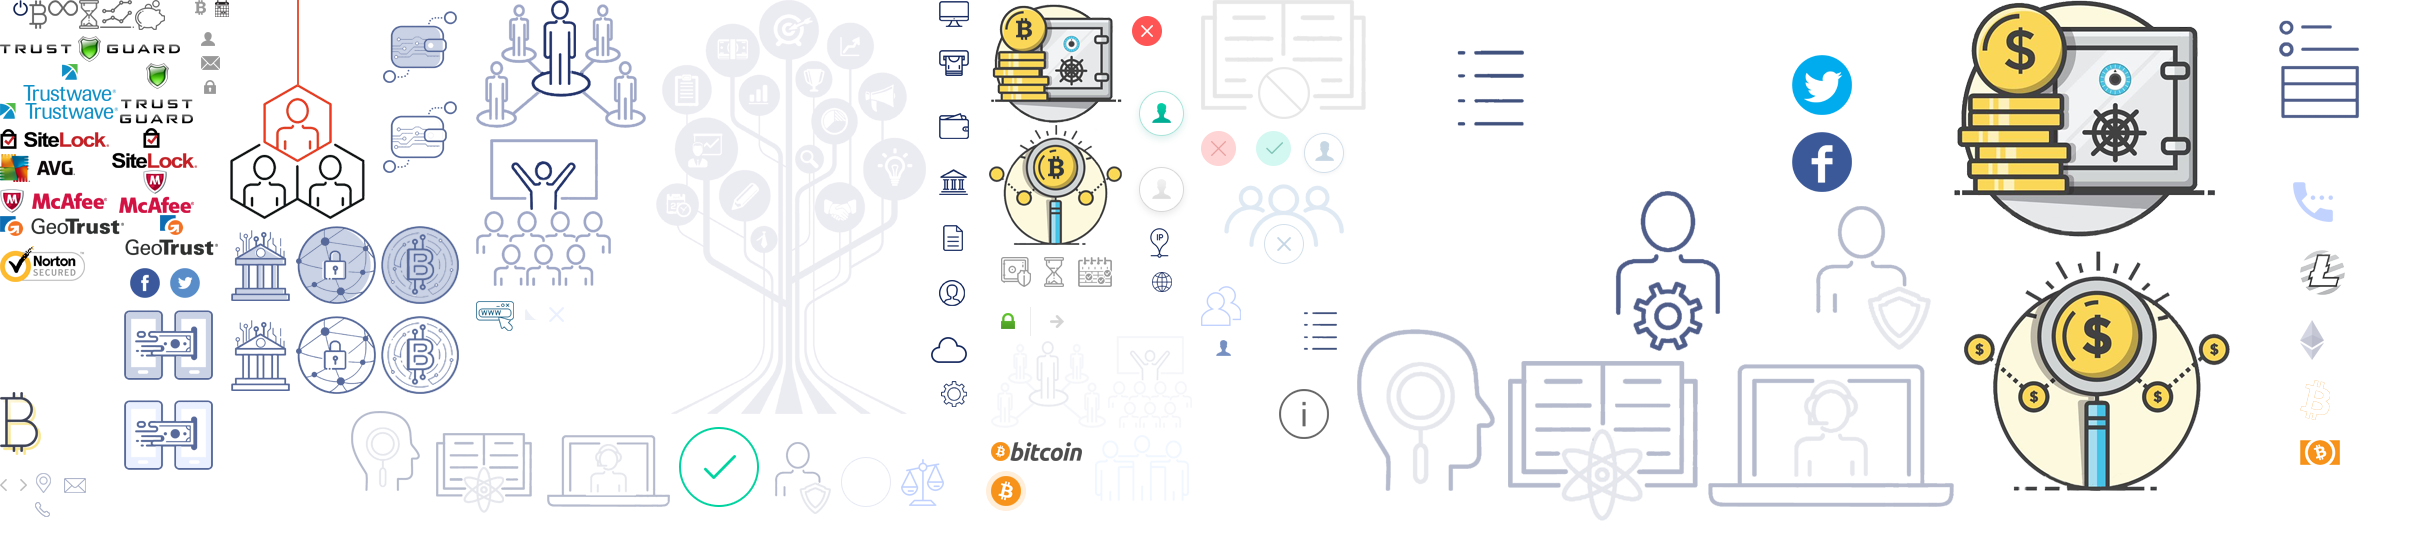 TRUST GUARD
Trustwave®
Trustwave®
TRUST
GUARD
SiteLock.
SiteLock.
AVG.
McAfee®
McAfee®
GeoTrust®
GeoTrust®
Norton
SECURED
www
IP
bitcoin